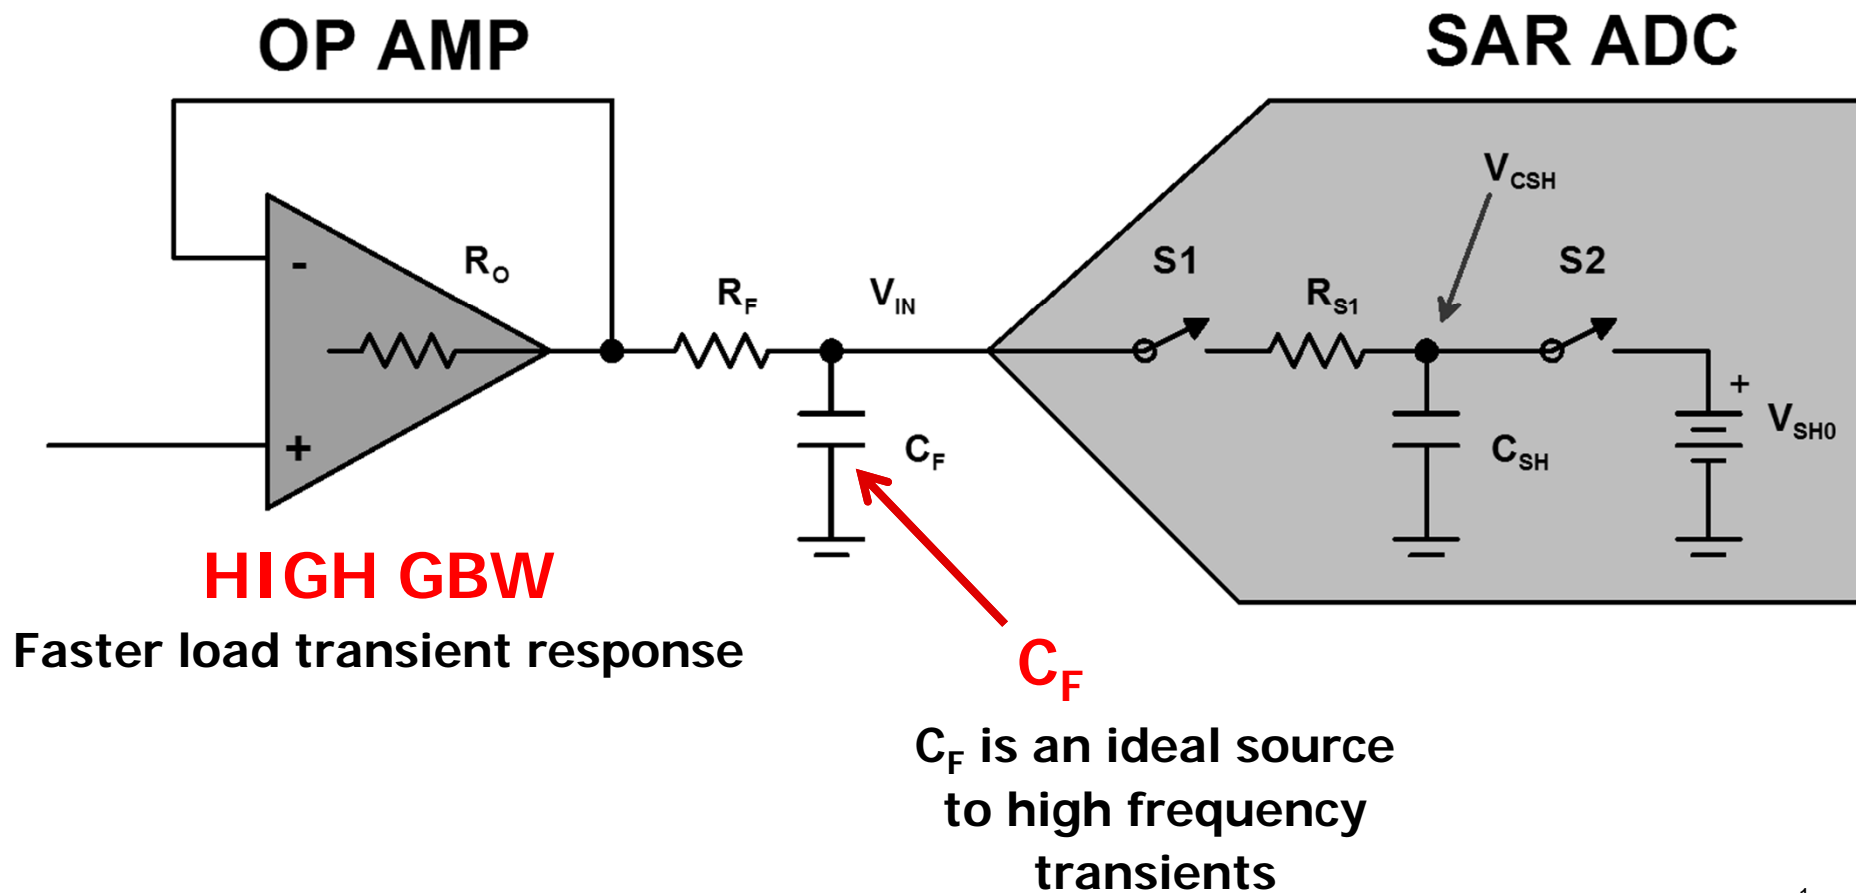 OP AMP
SAR ADC
V_CSH
R_O
S1
S2
R_F
V_IN
R_S1
-
+
+
V_SH0
C_F
C_SH
HIGH GBW
Faster load transient response
C_F
C_F is an ideal source
to high frequency
transients
1